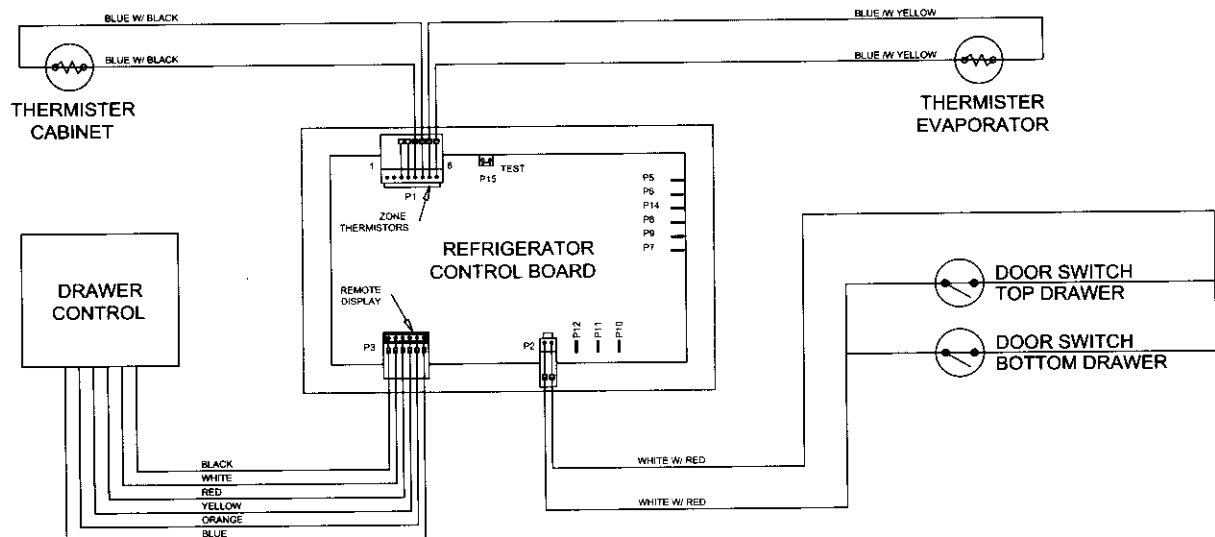 BLUE W/ BLACK
BLUE /W YELLOW
BLUE W/ BLACK
BLUE /W YELLOW
THERMISTER
CABINET
THERMISTER
EVAPORATOR
1
6
P15
TEST
P1
ZONE
THERMISTORS
P5
P6
P14
P8
P9
P7
REFRIGERATOR
CONTROL BOARD
DRAWER
CONTROL
REMOTE
DISPLAY
P3
P2
P12
P11
P10
DOOR SWITCH
TOP DRAWER
DOOR SWITCH
BOTTOM DRAWER
BLACK
WHITE
RED
YELLOW
ORANGE
BLUE
WHITE W/ RED
WHITE W/ RED